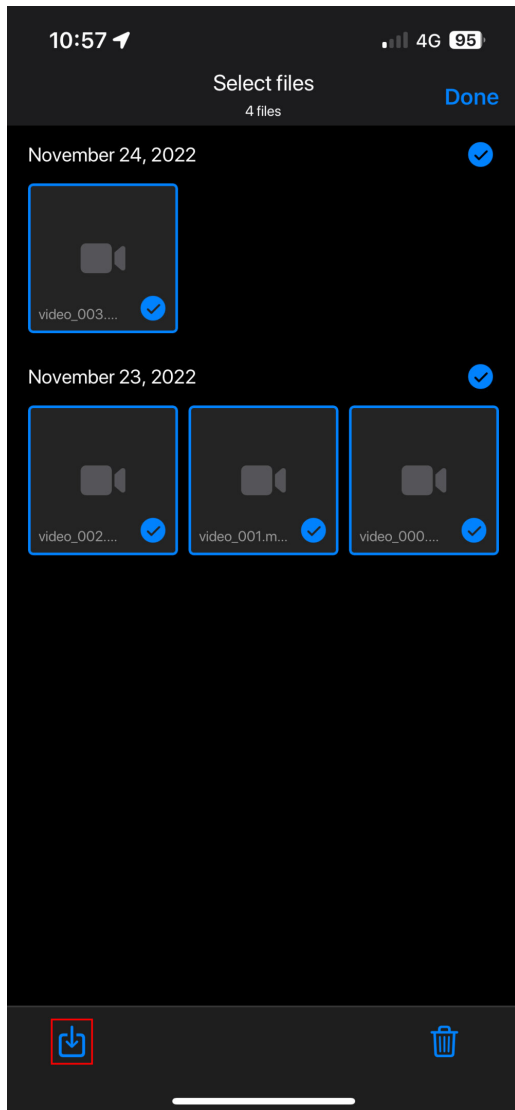 10:57
4G 95
Select files
4 files
Done
November 24, 2022
video_003....
November 23, 2022
video_002....
video_001.m...
video_000....